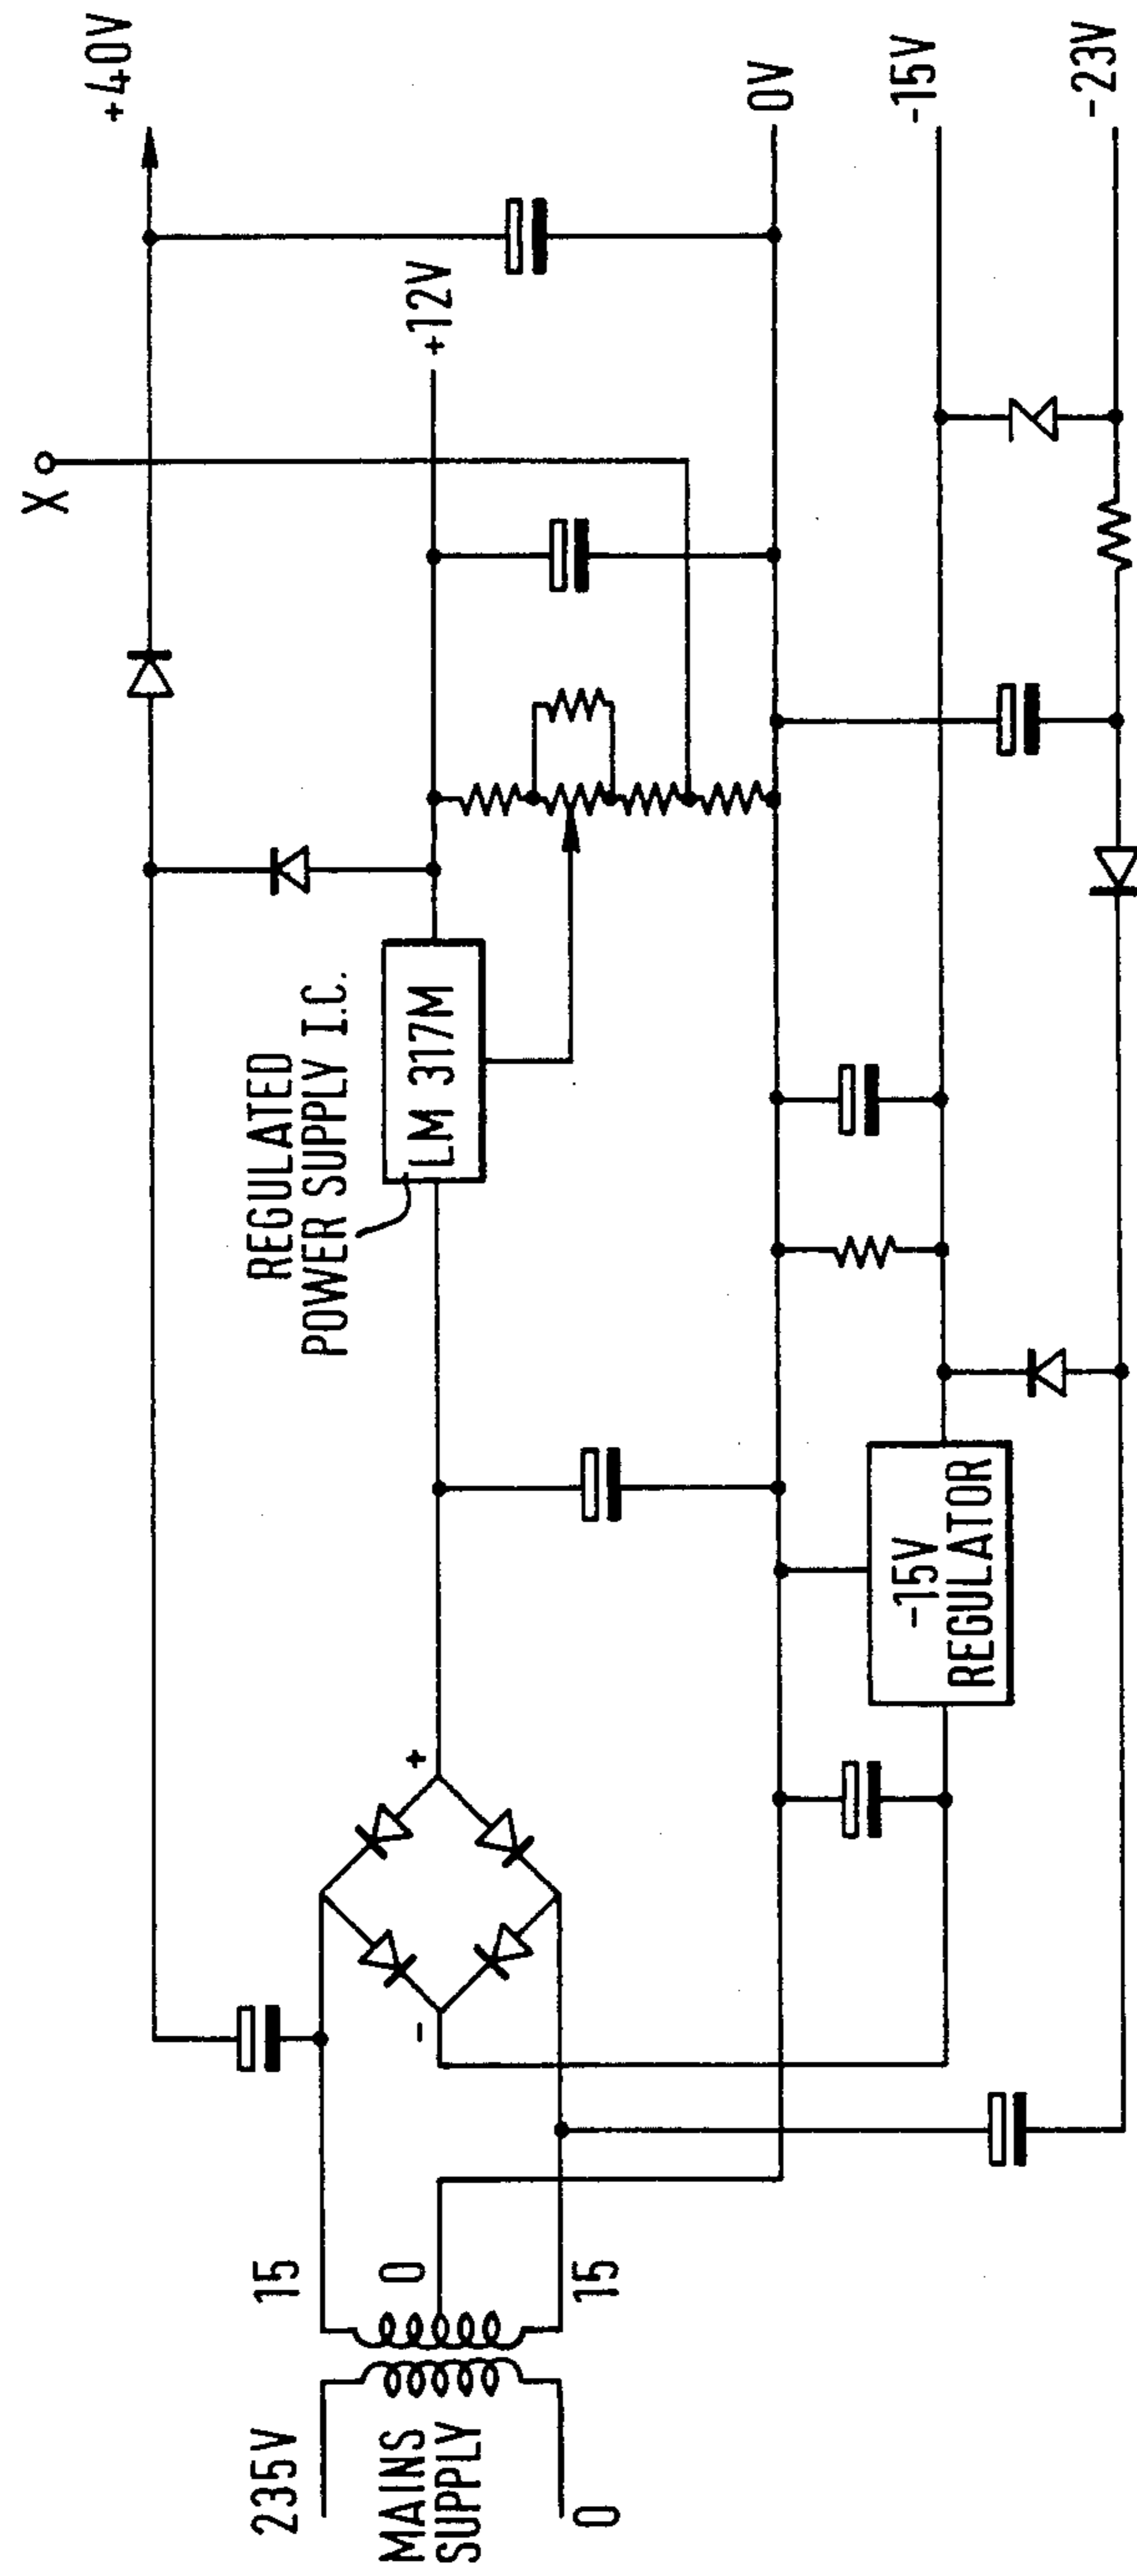 +40V
X
+12V
0V
-15V
-23V
REGULATED
POWER SUPPLY I.C.
LM 317M
+
-
-15V
REGULATOR
15
0
15
235V
MAINS
SUPPLY
0